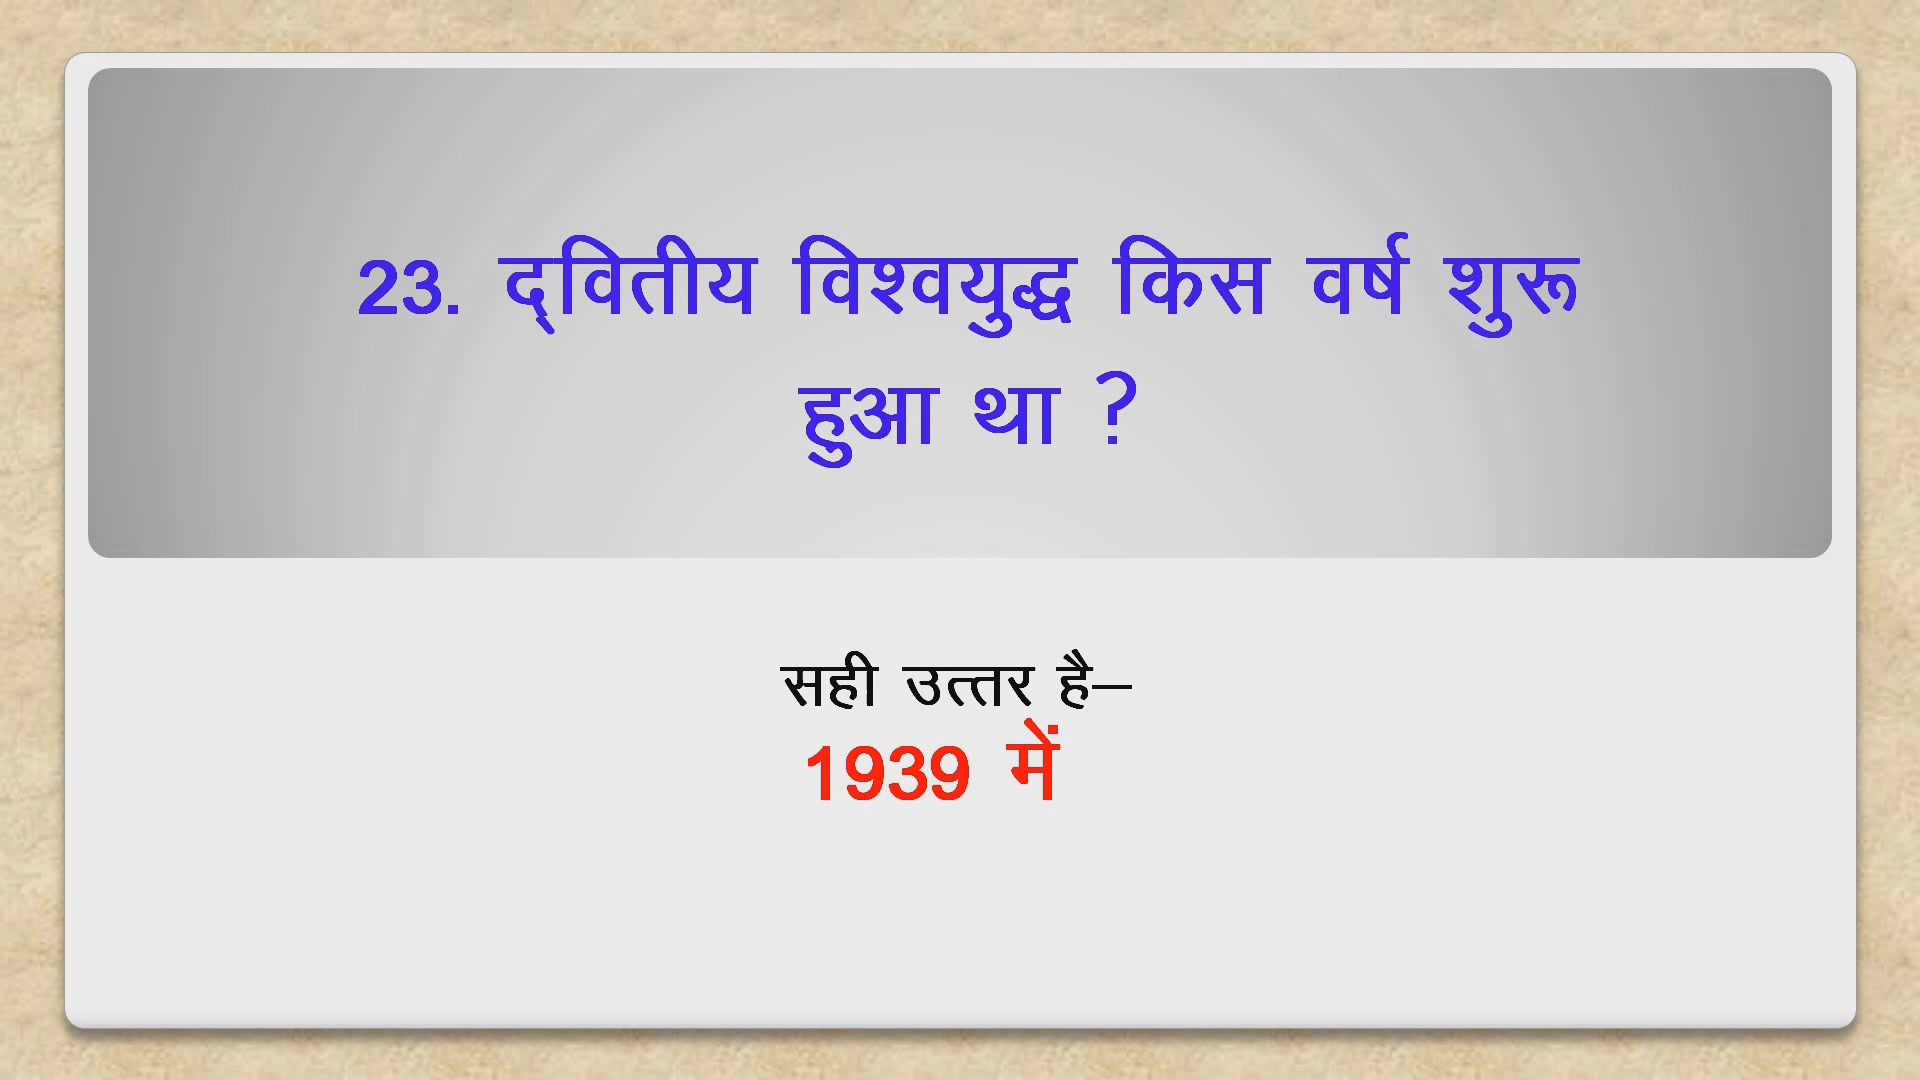 23. द्‌वितीय विश्वयुद्ध किस वर्ष शुरू
हुआ था ?
सही उत्तर है–
1939 में